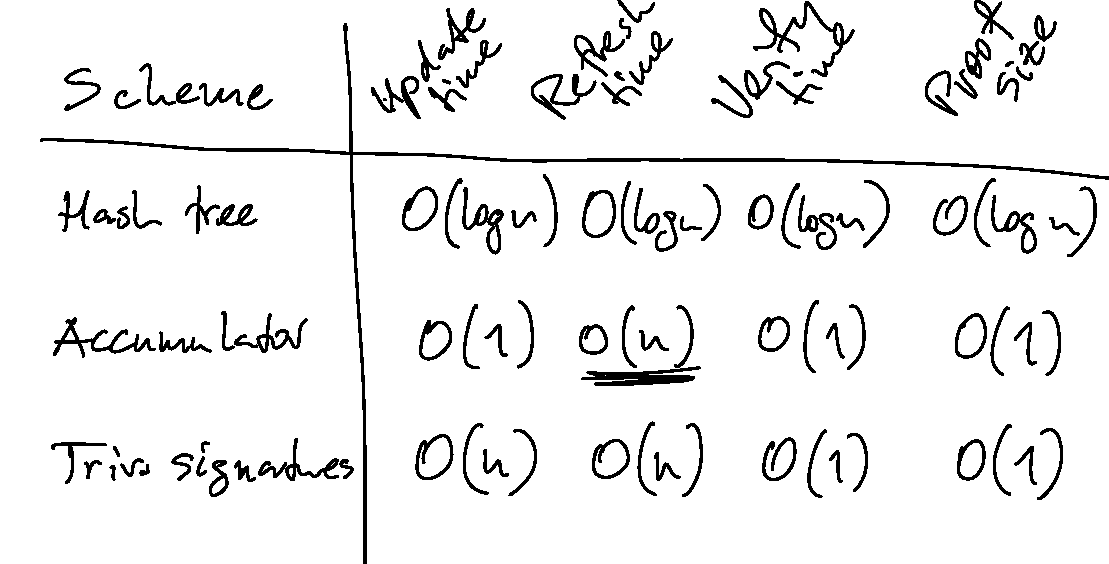 Scheme Update time Refresh time Verify time Proof size
Hash tree O(log n) O(log n) O(log n) O(log n)
Accumulator O(1) O(n) O(1) O(1)
Triv. signatures O(n) O(n) O(1) O(1)